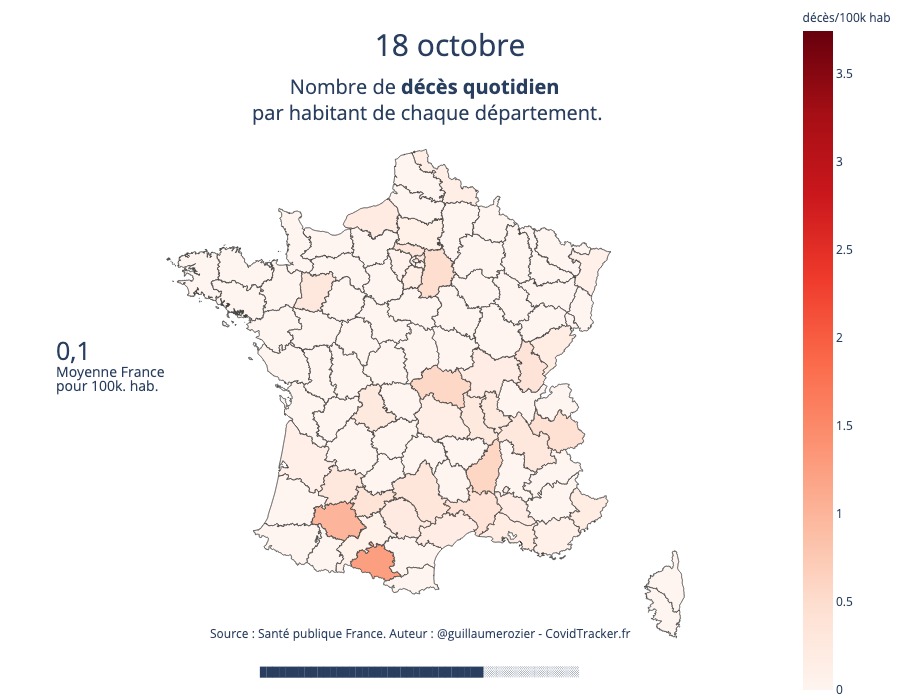 décès/100k hab
18 octobre
Nombre de décès quotidien
par habitant de chaque département.
3.5
3
2.5
2
0,1
Moyenne France
pour 100k. hab.
1.5
1
0.5
Source : Santé publique France. Auteur : @guillaumerozier - CovidTracker.fr
0